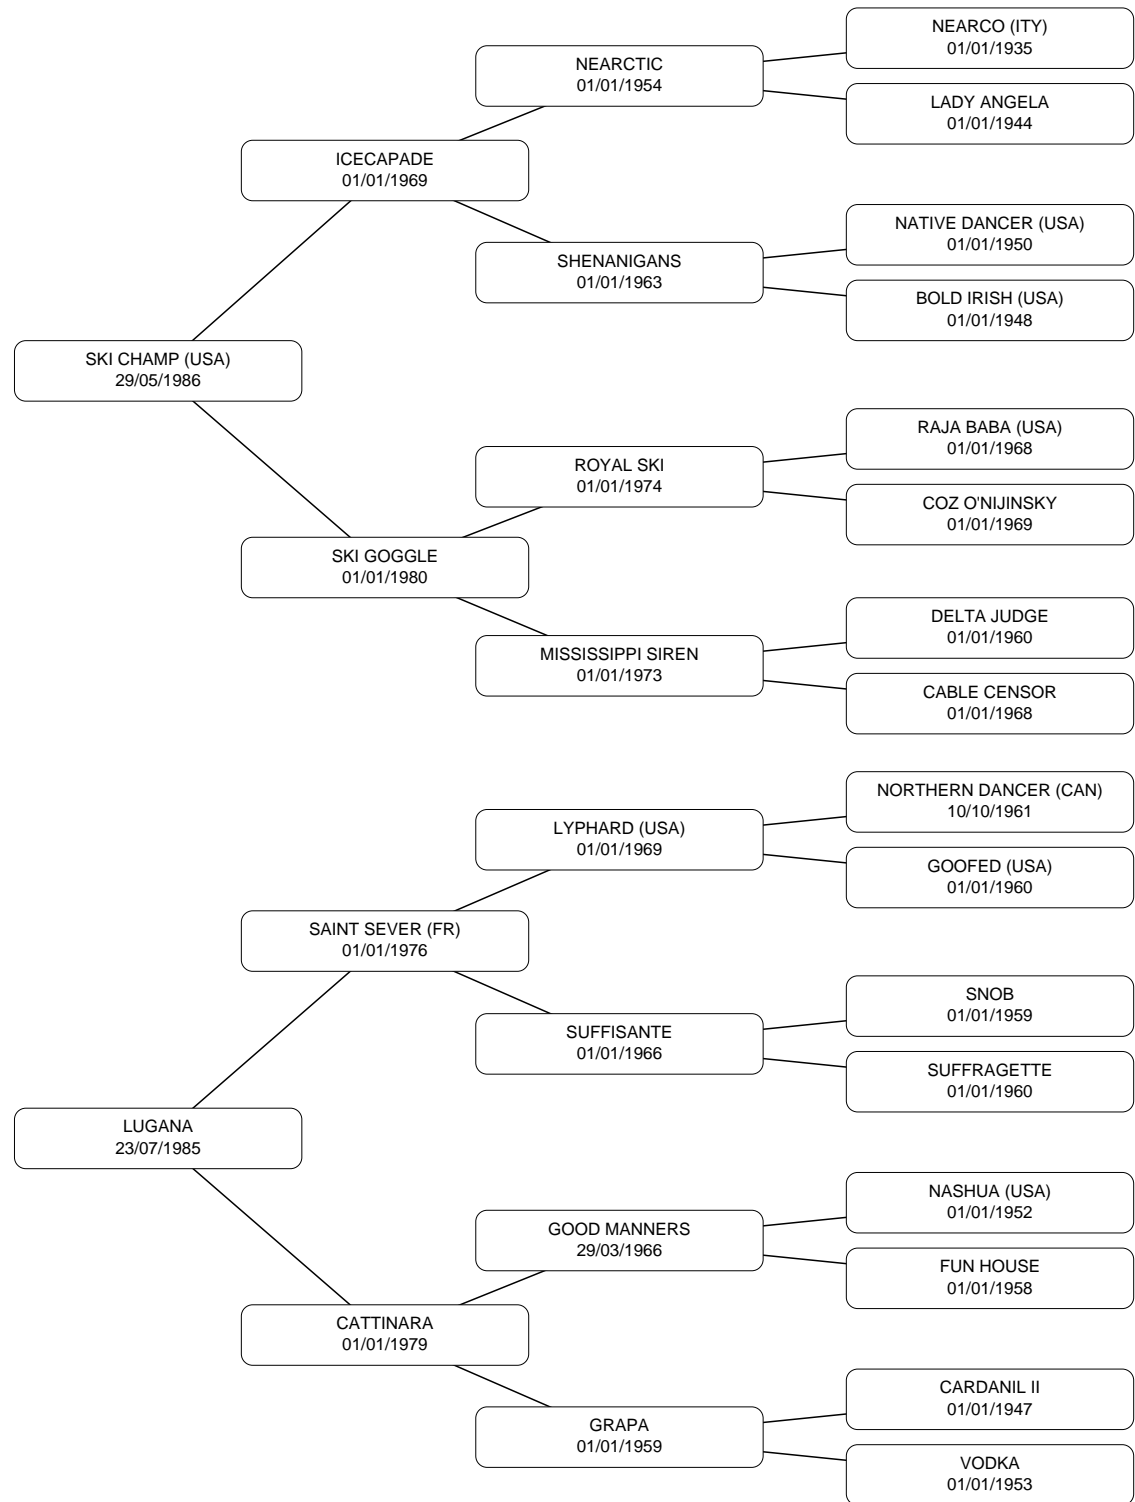 NEARCO (ITY)
01/01/1935
NEARCTIC
01/01/1954
LADY ANGELA
01/01/1944
ICECAPADE
01/01/1969
NATIVE DANCER (USA)
01/01/1950
SHENANIGANS
01/01/1963
BOLD IRISH (USA)
01/01/1948
SKI CHAMP (USA)
29/05/1986
RAJA BABA (USA)
01/01/1968
ROYAL SKI
01/01/1974
COZ O'NIJINSKY
01/01/1969
SKI GOGGLE
01/01/1980
DELTA JUDGE
01/01/1960
MISSISSIPPI SIREN
01/01/1973
CABLE CENSOR
01/01/1968
NORTHERN DANCER (CAN)
10/10/1961
LYPHARD (USA)
01/01/1969
GOOFED (USA)
01/01/1960
SAINT SEVER (FR)
01/01/1976
SNOB
01/01/1959
SUFFISANTE
01/01/1966
SUFFRAGETTE
01/01/1960
LUGANA
23/07/1985
NASHUA (USA)
01/01/1952
GOOD MANNERS
29/03/1966
FUN HOUSE
01/01/1958
CATTINARA
01/01/1979
CARDANIL II
01/01/1947
GRAPA
01/01/1959
VODKA
01/01/1953